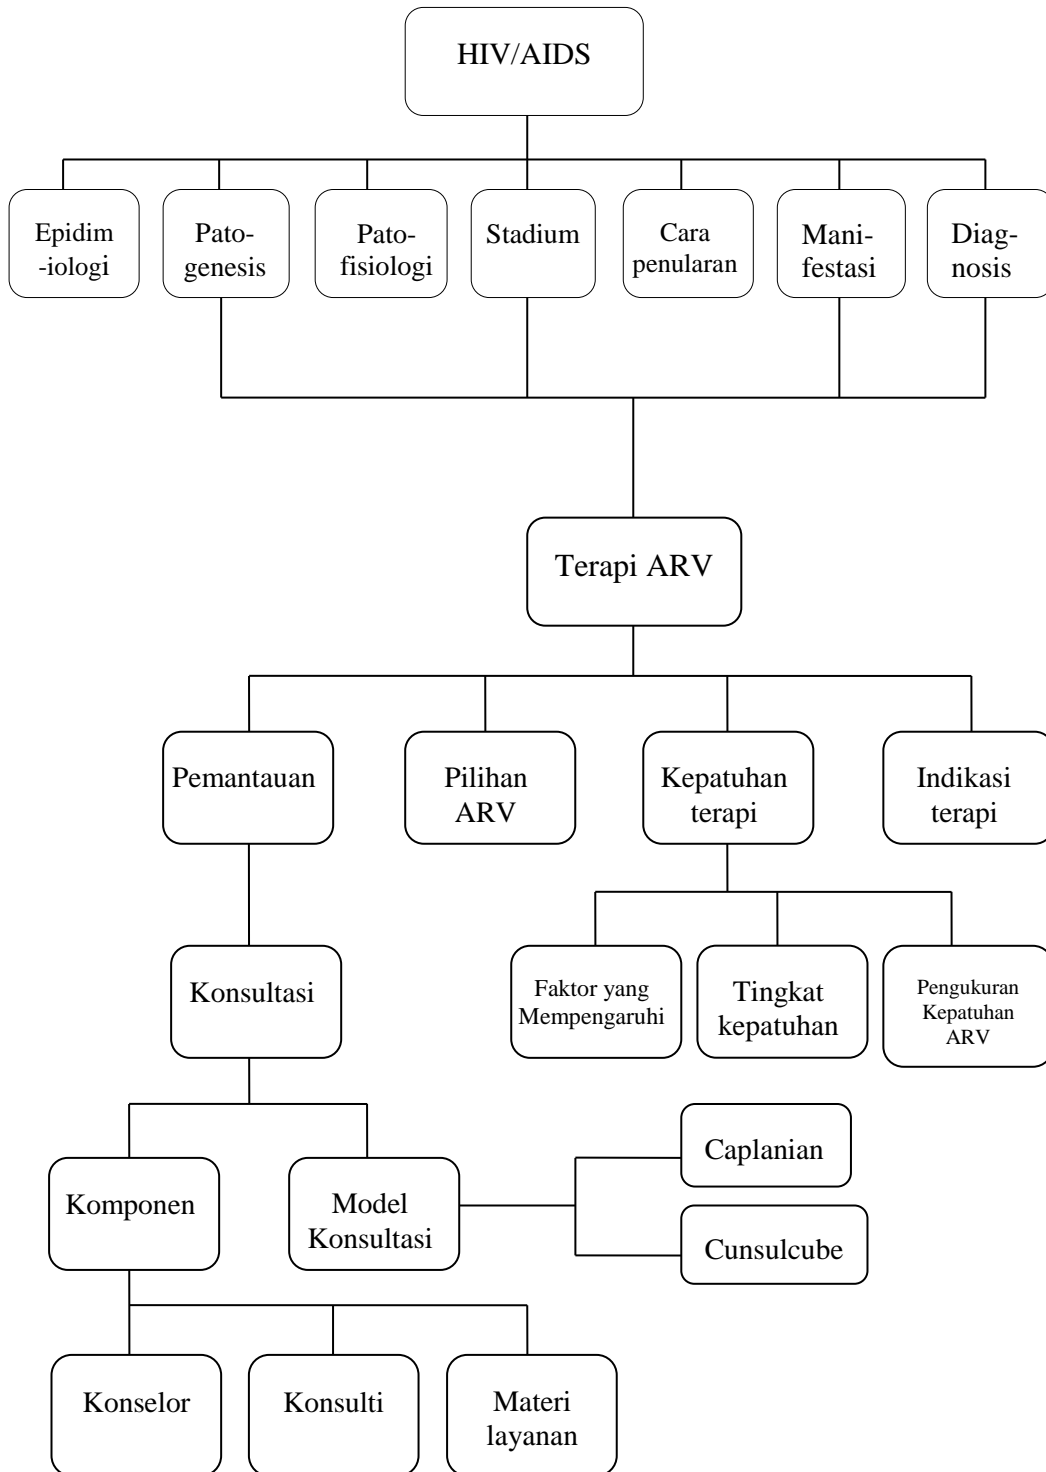 HIV/AIDS
Epidim
-iologi
Pato-
genesis
Pato-
fisiologi
Stadium
Cara
penularan
Mani-
festasi
Diag-
nosis
Terapi ARV
Pemantauan
Pilihan
ARV
Kepatuhan
terapi
Indikasi
terapi
Konsultasi
Faktor yang
Mempengaruhi
Tingkat
kepatuhan
Pengukuran
Kepatuhan
ARV
Komponen
Model
Konsultasi
Caplanian
Cunsulcube
Konselor
Konsulti
Materi
layanan